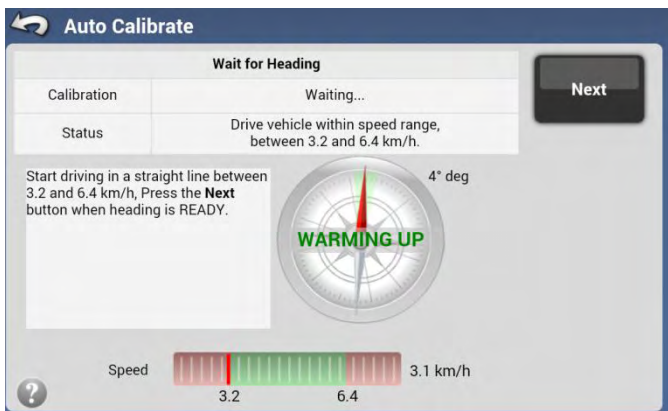 Auto Calibrate
Wait for Heading
Next
Calibration
Waiting...
Status
Drive vehicle within speed range,
between 3.2 and 6.4 km/h.
Start driving in a straight line between
3.2 and 6.4 km/h, Press the Next
button when heading is READY.
4° deg
WARMING UP
Speed
3.1 km/h
3.2
6.4
?